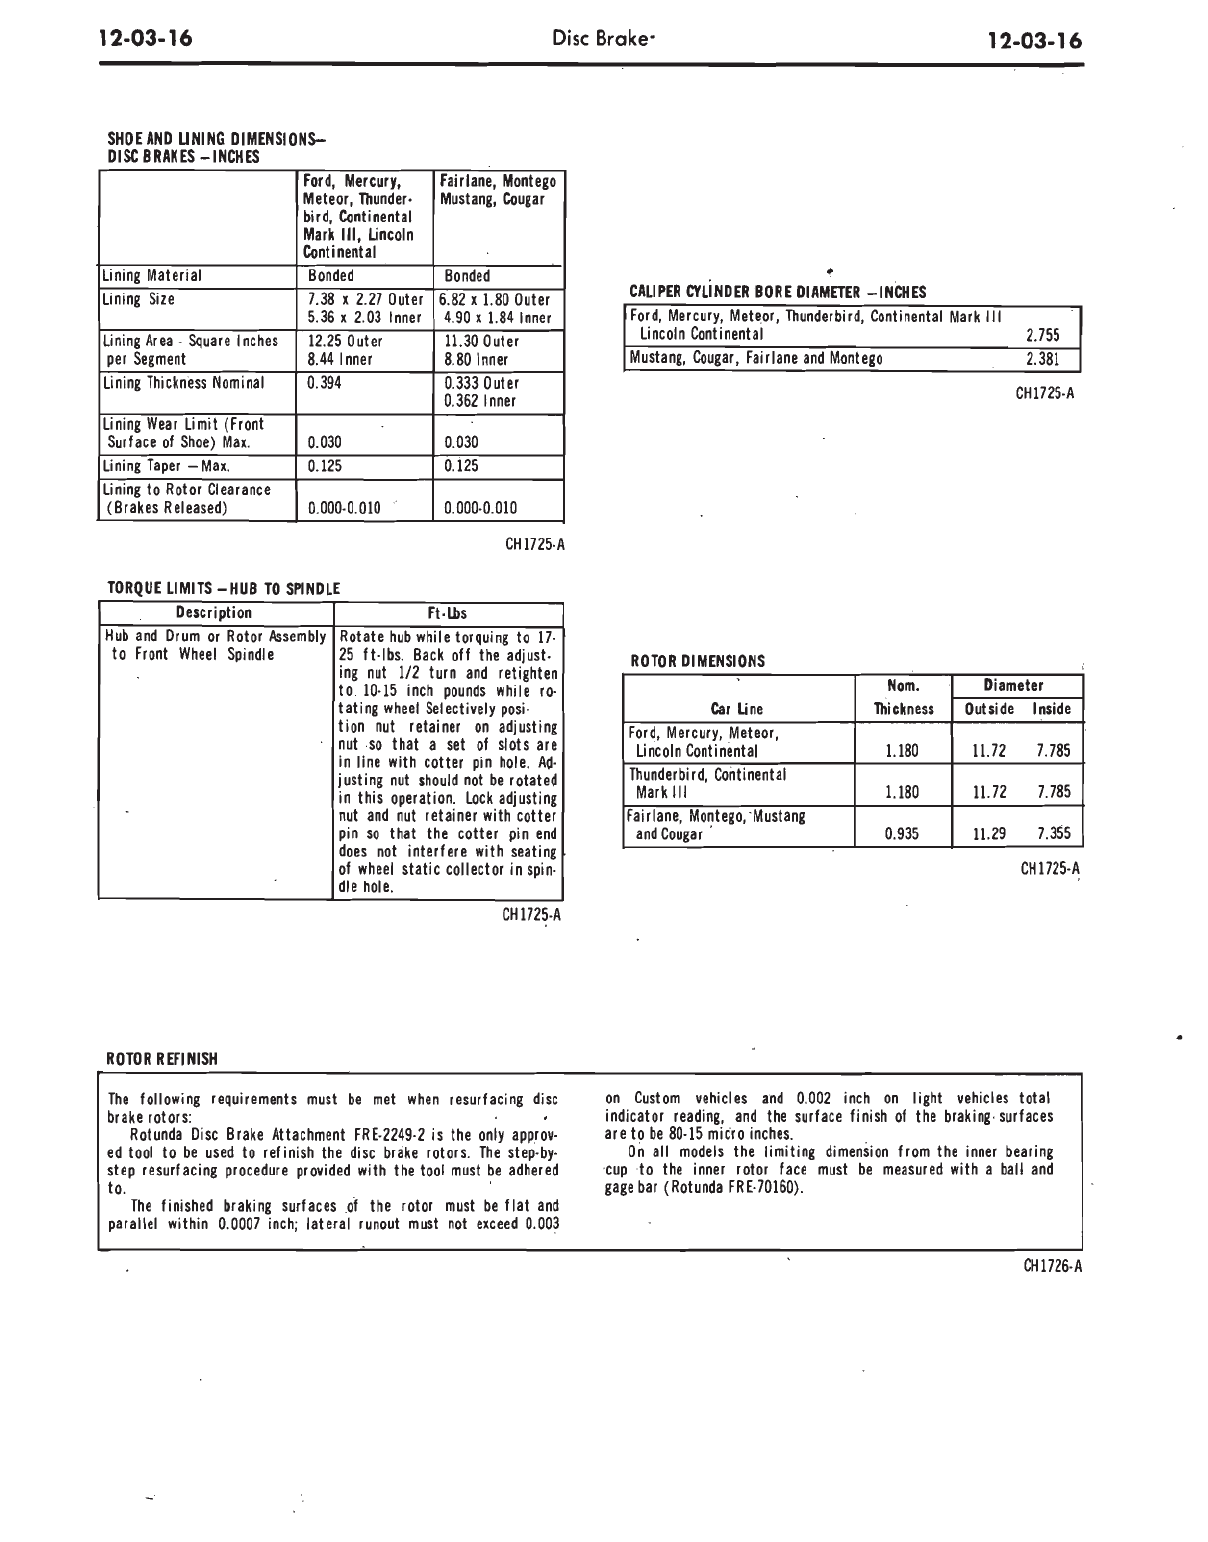 12-03-16
Disc Brake
12-03-16
SHOE AND LINING DIMENSIONS—
DISC BRAKES — INCHES
Ford, Mercury, Meteor, Thunder-bird, Continental Mark III, Lincoln Continental
Fairlane, Montego Mustang, Cougar
Lining Material Bonded Bonded
Lining Size 7.38 x 2.27 Outer 6.82 x 1.80 Outer
5.36 x 2.03 Inner 4.90 x 1.84 Inner
Lining Area - Square Inches 12.25 Outer 11.30 Outer
per Segment 8.44 Inner 8.80 Inner
Lining Thickness Nominal 0.394 0.333 Outer
0.362 Inner
Lining Wear Limit (Front
Surface of Shoe) Max. 0.030 0.030
Lining Taper — Max. 0.125 0.125
Lining to Rotor Clearance
(Brakes Released) 0.000-0.010 0.000-0.010
CH1725-A
CALIPER CYLINDER BORE DIAMETER — INCHES
Ford, Mercury, Meteor, Thunderbird, Continental Mark III
Lincoln Continental 2.755
Mustang, Cougar, Fairlane and Montego 2.381
CH1725-A
TORQUE LIMITS — HUB TO SPINDLE
Description Ft-Lbs
Hub and Drum or Rotor Assembly
to Front Wheel Spindle
Rotate hub while torquing to 17-
25 ft-lbs. Back off the adjust-
ing nut 1/2 turn and retighten
to 10-15 inch pounds while ro-
tating wheel Selectively posi-
tion nut retainer on adjusting
nut so that a set of slots are
in line with cotter pin hole. Ad-
justing nut should not be rotated
in this operation. Lock adjusting
nut and nut retainer with cotter
pin so that the cotter pin end
does not interfere with seating
of wheel static collector in spin-
dle hole.
CH1725-A
ROTOR DIMENSIONS
Nom. Diameter
Car Line Thickness Outside Inside
Ford, Mercury, Meteor,
Lincoln Continental 1.180 11.72 7.785
Thunderbird, Continental
Mark III 1.180 11.72 7.785
Fairlane, Montego, Mustang
and Cougar 0.935 11.29 7.355
CH1725-A
ROTOR REFINISH
The following requirements must be met when resurfacing disc
brake rotors:
Rotunda Disc Brake Attachment FRE-2249-2 is the only approv-
ed tool to be used to refinish the disc brake rotors. The step-by-
step resurfacing procedure provided with the tool must be adhered
to.
The finished braking surfaces of the rotor must be flat and
parallel within 0.0007 inch; lateral runout must not exceed 0.003
on Custom vehicles and 0.002 inch on light vehicles total
indicator reading, and the surface finish of the braking surfaces
are to be 80-15 micro inches.
On all models the limiting dimension from the inner bearing
cup to the inner rotor face must be measured with a ball and
gage bar (Rotunda FRE-70160).
CH1726-A